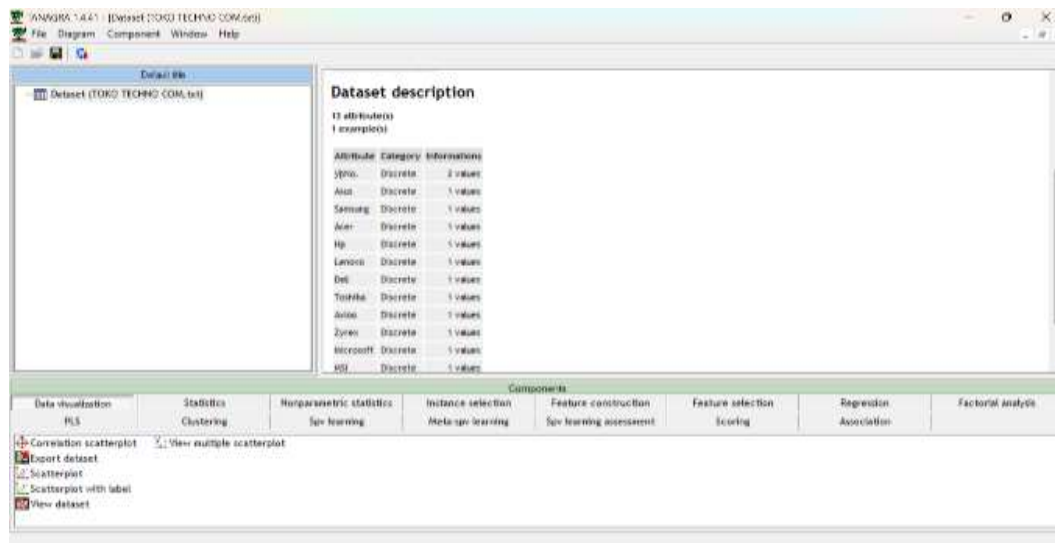 TANAGRA 1.4.41 - [Dataset (TOKO TECHNO COM.txt)]
File Diagram Component Window Help
Default title
Dataset (TOKO TECHNO COM.txt)
Dataset description
13 attribute(s)
1 example(s)
Attribute Category Informations
Discrete 2 values
Asus Discrete 1 values
Samsung Discrete 1 values
Acer Discrete 1 values
Hp Discrete 1 values
Lenovo Discrete 1 values
Dell Discrete 1 values
Toshiba Discrete 1 values
Discrete 1 values
Zyrex Discrete 1 values
Microsoft Discrete 1 values
MSI Discrete 1 values
Components
Data visualization Statistics Nonparametric statistics Instance selection Feature construction Feature selection Regression Factorial analysis
PLS Clustering Spv learning Meta-spv learning Spv learning assessment Scoring Association
Correlation scatterplot View multiple scatterplot
Export dataset
Scatterplot
Scatterplot with label
View dataset